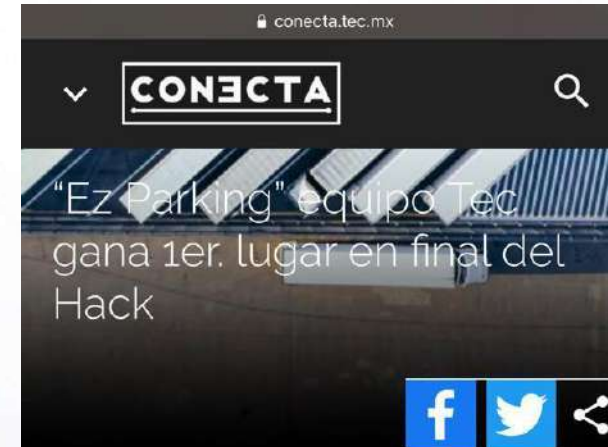 conecta.tec.mx
CONECTA
“Ez Parking” equipo Tec
gana 1er. lugar en final del
Hack